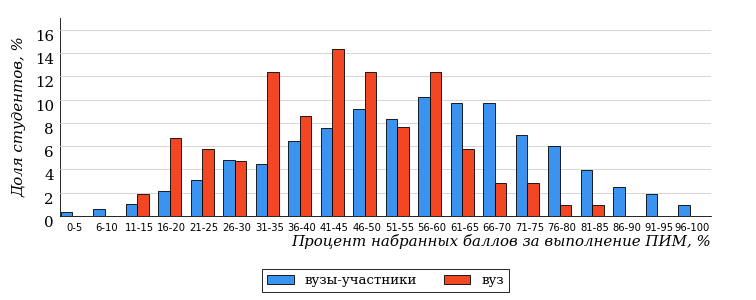 Доля студентов, %
16
14
12
10
8
6
4
2
0
0-5 6-10 11-15 16-20 21-25 26-30 31-35 36-40 41-45 46-50 51-55 56-60 61-65 66-70 71-75 76-80 81-85 86-90 91-95 96-100
Процент набранных баллов за выполнение ПИМ, %
вузы-участники вуз